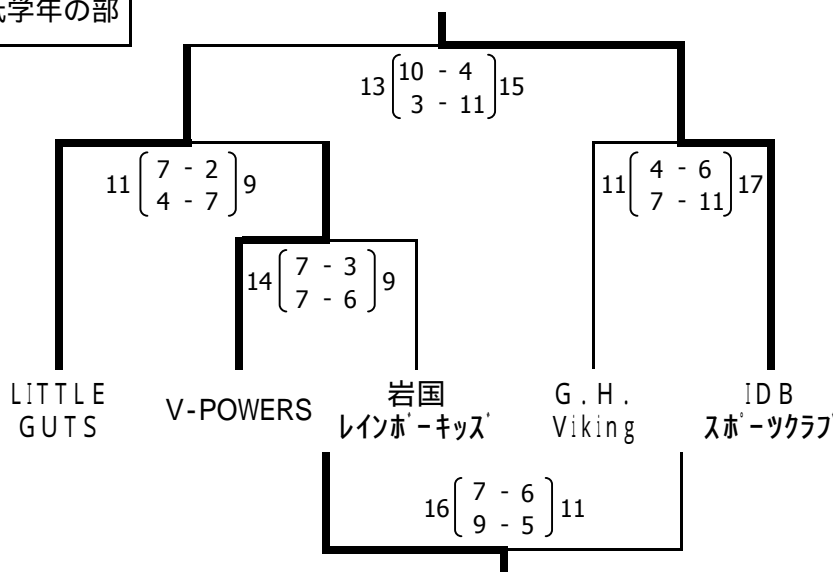 学年の部
13 10 - 4 15
3 - 11
11 7 - 2 9
4 - 7
11 4 - 6 17
7 - 11
14 7 - 3 9
7 - 6
LITTLE
GUTS
V-POWERS
岩国
レインボーキッズ
G.H.
Viking
IDB
スポーツクラブ
16 7 - 6 11
9 - 5